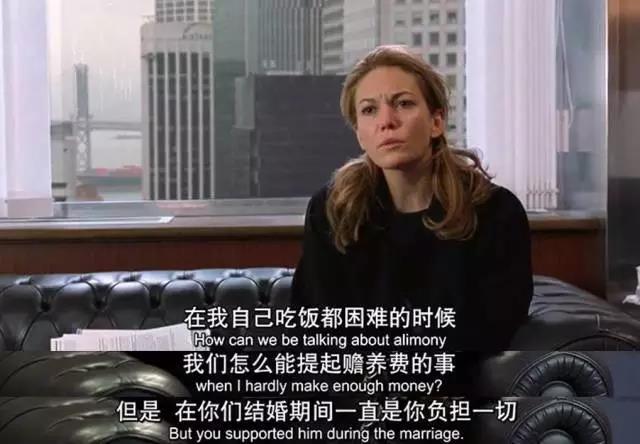 在我自己吃饭都困难的时候
How can we be talking about alimony
我们怎么能提起赡养费的事
when I hardly make enough money?
但是 在你们结婚期间一直是你负担一切
But you supported him during the marriage.